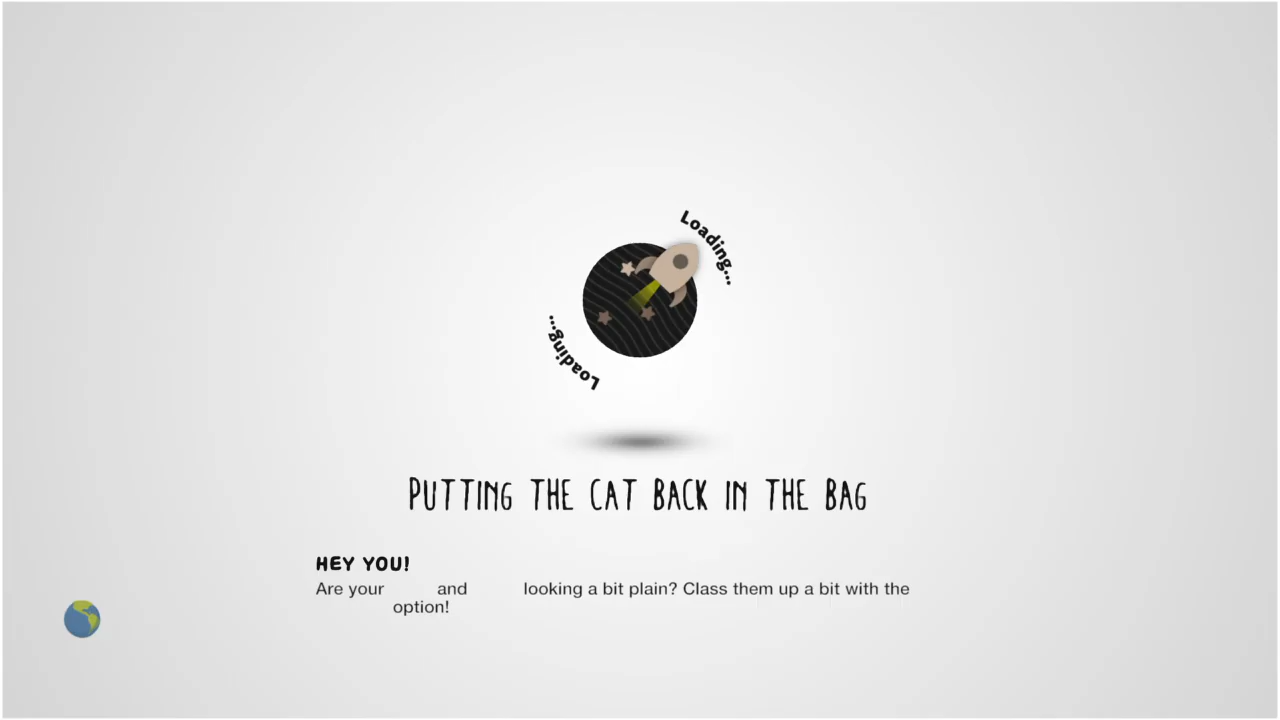 Loading...
Loading...
PUTTING THE CAT BACK IN THE BAG
HEY YOU!
Are your and looking a bit plain? Class them up a bit with the
option!